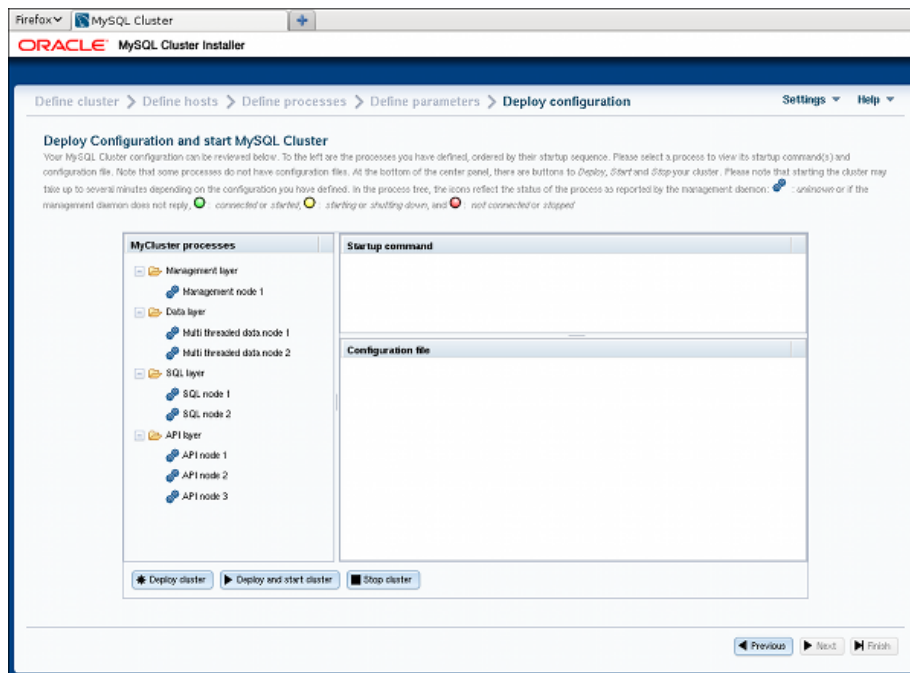 Firefox
MySQL Cluster
ORACLE MySQL Cluster Installer
Define cluster Define hosts Define processes Define parameters Deploy configuration Settings Help
Deploy Configuration and start MySQL Cluster
Your MySQL Cluster configuration can be reviewed below. To the left are the processes you have defined, ordered by their startup sequence. Please select a process to view its startup command(s) and
configuration file. Note that some processes do not have configuration files. At the bottom of the center panel, there are buttons to Deploy, Start and Stop your cluster. Please note that starting the cluster may
take up to several minutes depending on the configuration you have defined. In the process tree, the icons reflect the status of the process as reported by the management daemon: : unknown or if the
management daemon does not reply, : connected or started, : starting or shutting down, and : not connected or stopped
MyCluster processes
Management layer
Management node 1
Data layer
Multi threaded data node 1
Multi threaded data node 2
SQL layer
SQL node 1
SQL node 2
API layer
API node 1
API node 2
API node 3
Startup command
Configuration file
Deploy cluster Deploy and start cluster Stop cluster
Previous Next Finish